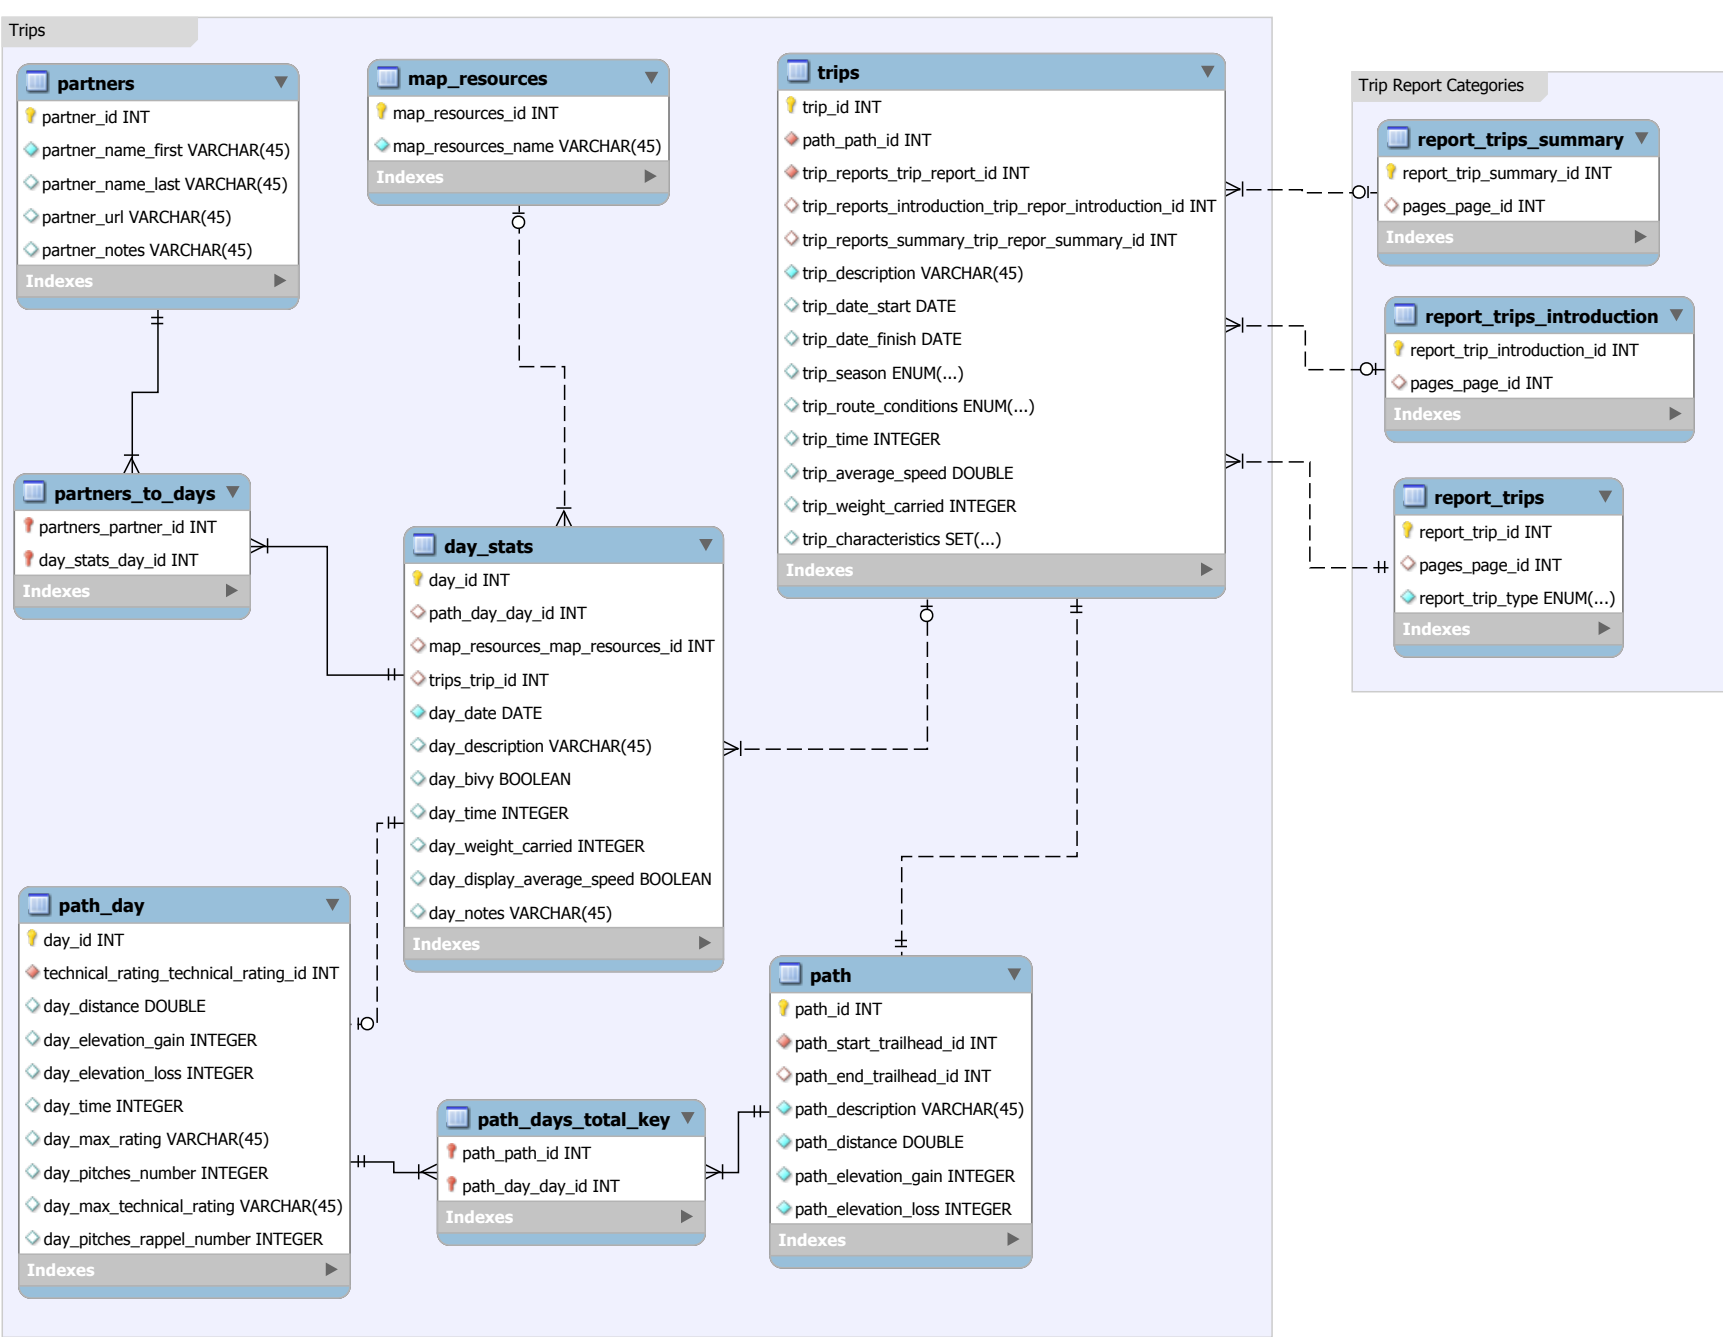 Trips
partners
partner_id INT
partner_name_first VARCHAR(45)
partner_name_last VARCHAR(45)
partner_url VARCHAR(45)
partner_notes VARCHAR(45)
Indexes
map_resources
map_resources_id INT
map_resources_name VARCHAR(45)
Indexes
trips
trip_id INT
path_path_id INT
trip_reports_trip_report_id INT
trip_reports_introduction_trip_repor_introduction_id INT
trip_reports_summary_trip_repor_summary_id INT
trip_description VARCHAR(45)
trip_date_start DATE
trip_date_finish DATE
trip_season ENUM(...)
trip_route_conditions ENUM(...)
trip_time INTEGER
trip_average_speed DOUBLE
trip_weight_carried INTEGER
trip_characteristics SET(...)
Indexes
Trip Report Categories
report_trips_summary
report_trip_summary_id INT
pages_page_id INT
Indexes
report_trips_introduction
report_trip_introduction_id INT
pages_page_id INT
Indexes
report_trips
report_trip_id INT
pages_page_id INT
report_trip_type ENUM(...)
Indexes
partners_to_days
partners_partner_id INT
day_stats_day_id INT
Indexes
day_stats
day_id INT
path_day_day_id INT
map_resources_map_resources_id INT
trips_trip_id INT
day_date DATE
day_description VARCHAR(45)
day_bivy BOOLEAN
day_time INTEGER
day_weight_carried INTEGER
day_display_average_speed BOOLEAN
day_notes VARCHAR(45)
Indexes
path_day
day_id INT
technical_rating_technical_rating_id INT
day_distance DOUBLE
day_elevation_gain INTEGER
day_elevation_loss INTEGER
day_time INTEGER
day_max_rating VARCHAR(45)
day_pitches_number INTEGER
day_max_technical_rating VARCHAR(45)
day_pitches_rappel_number INTEGER
Indexes
path_days_total_key
path_path_id INT
path_day_day_id INT
Indexes
path
path_id INT
path_start_trailhead_id INT
path_end_trailhead_id INT
path_description VARCHAR(45)
path_distance DOUBLE
path_elevation_gain INTEGER
path_elevation_loss INTEGER
Indexes